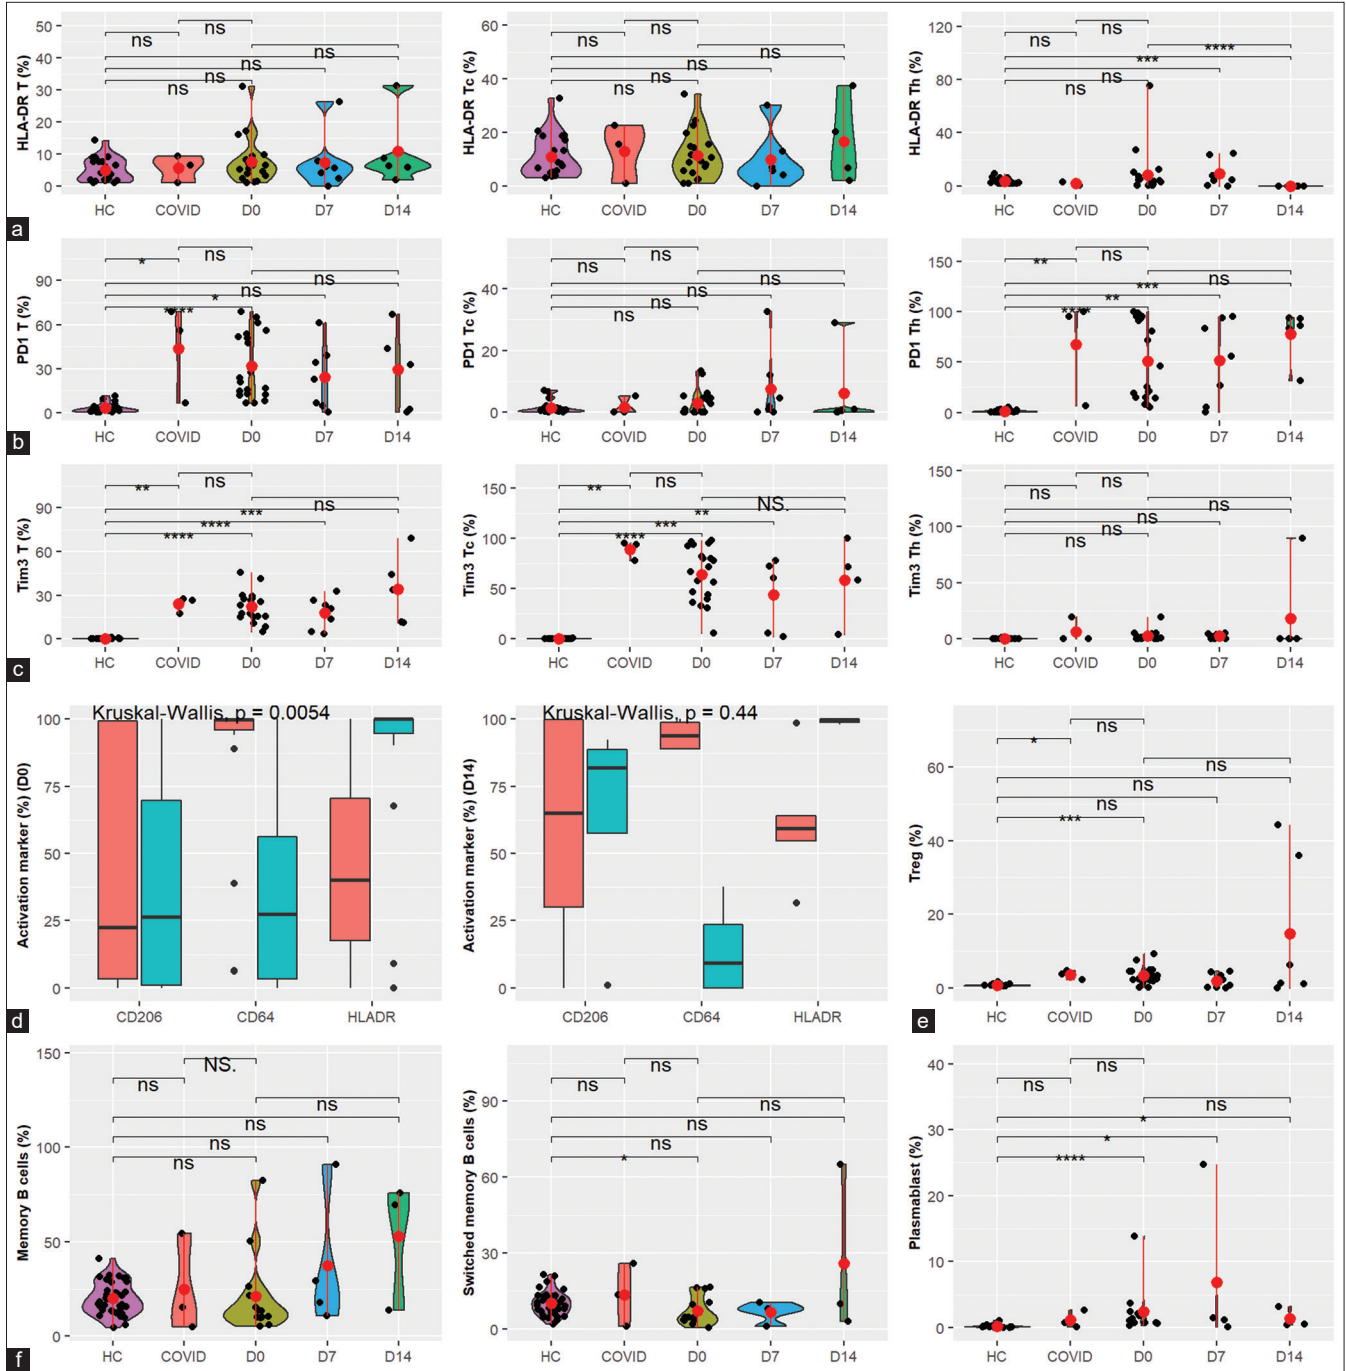 50
40
30
20
10
0
HLA-DR T (%)
ns
ns
ns
ns
ns
HC COVID D0 D7 D14
60
40
20
0
HLA-DR Tc (%)
ns
ns
ns
ns
ns
HC COVID D0 D7 D14
120
80
40
0
HLA-DR Th (%)
ns
ns
****
***
ns
HC COVID D0 D7 D14
a
90
60
30
0
PD1 T (%)
ns
*
ns
ns
*
****
HC COVID D0 D7 D14
40
20
0
PD1 Tc (%)
ns
ns
ns
ns
ns
HC COVID D0 D7 D14
150
100
50
0
PD1 Th (%)
ns
**
ns
***
**
****
HC COVID D0 D7 D14
b
90
60
30
0
Tim3 T (%)
ns
**
ns
***
****
****
HC COVID D0 D7 D14
150
100
50
0
Tim3 Tc (%)
ns
**
NS.
**
***
****
HC COVID D0 D7 D14
150
100
50
0
Tim3 Th (%)
ns
ns
ns
ns
ns
ns
HC COVID D0 D7 D14
c
Kruskal-Wallis, p = 0.0054
100
75
50
25
0
Activation marker (%) (D0)
CD206 CD64 HLADR
Kruskal-Wallis, p = 0.44
100
75
50
25
0
Activation marker (%) (D14)
CD206 CD64 HLADR
d
60
40
20
0
Treg (%)
ns
*
ns
ns
ns
***
HC COVID D0 D7 D14
e
150
100
50
0
Memory B cells (%)
NS.
ns
ns
ns
ns
ns
HC COVID D0 D7 D14
90
60
30
0
Switched memory B cells (%)
ns
ns
ns
ns
ns
*
HC COVID D0 D7 D14
40
30
20
10
0
Plasmablast (%)
ns
ns
ns
*
*
****
HC COVID D0 D7 D14
f